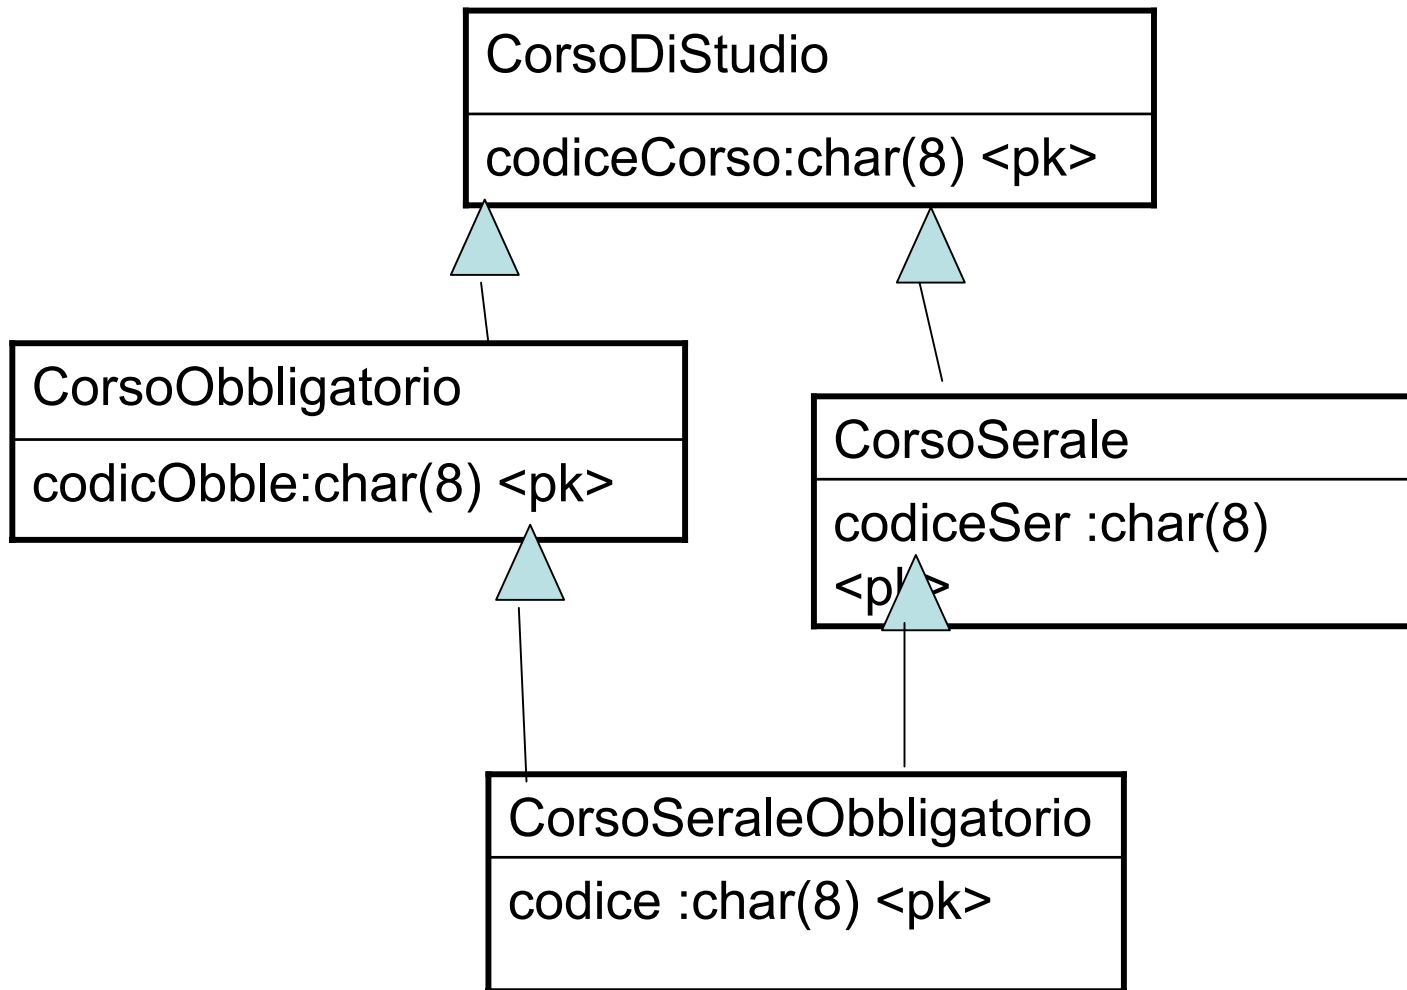 CorsoDiStudio
codiceCorso:char(8) <pk>
CorsoObbligatorio
codicObble:char(8) <pk>
CorsoSerale
codiceSer :char(8)
<pk>
CorsoSeraleObbligatorio
codice :char(8) <pk>